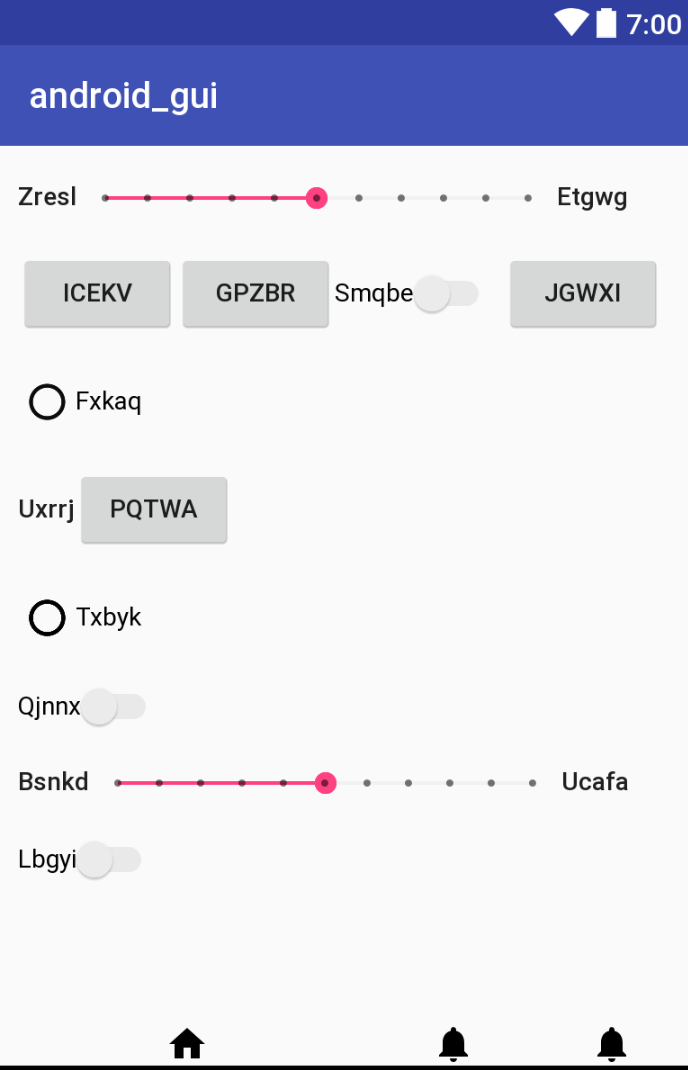 7:00
android_gui
Zresl Etgwg
ICEKV GPZBR Smqbe JGWXI
Fxkaq
Uxrrj PQTWA
Txbyk
Qjnnx
Bsnkd Ucafa
Lbgyi